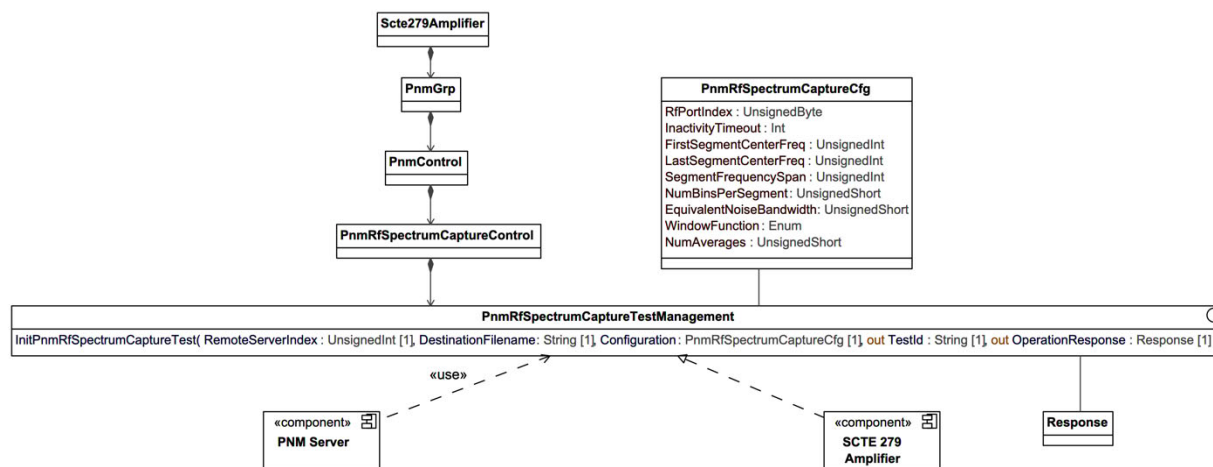 Scte279Amplifier
PnmGrp
PnmControl
PnmRfSpectrumCaptureControl
PnmRfSpectrumCaptureCfg
RfPortIndex : UnsignedByte
InactivityTimeout : Int
FirstSegmentCenterFreq : UnsignedInt
LastSegmentCenterFreq : UnsignedInt
SegmentFrequencySpan : UnsignedInt
NumBinsPerSegment : UnsignedShort
EquivalentNoiseBandwidth : UnsignedShort
WindowFunction : Enum
NumAverages : UnsignedShort
PnmRfSpectrumCaptureTestManagement
InitPnmRfSpectrumCaptureTest( RemoteServerIndex : UnsignedInt [1], DestinationFilename : String [1], Configuration : PnmRfSpectrumCaptureCfg [1], out TestId : String [1], out OperationResponse : Response [1]
«use»
«component»
PNM Server
«component»
SCTE 279
Amplifier
Response